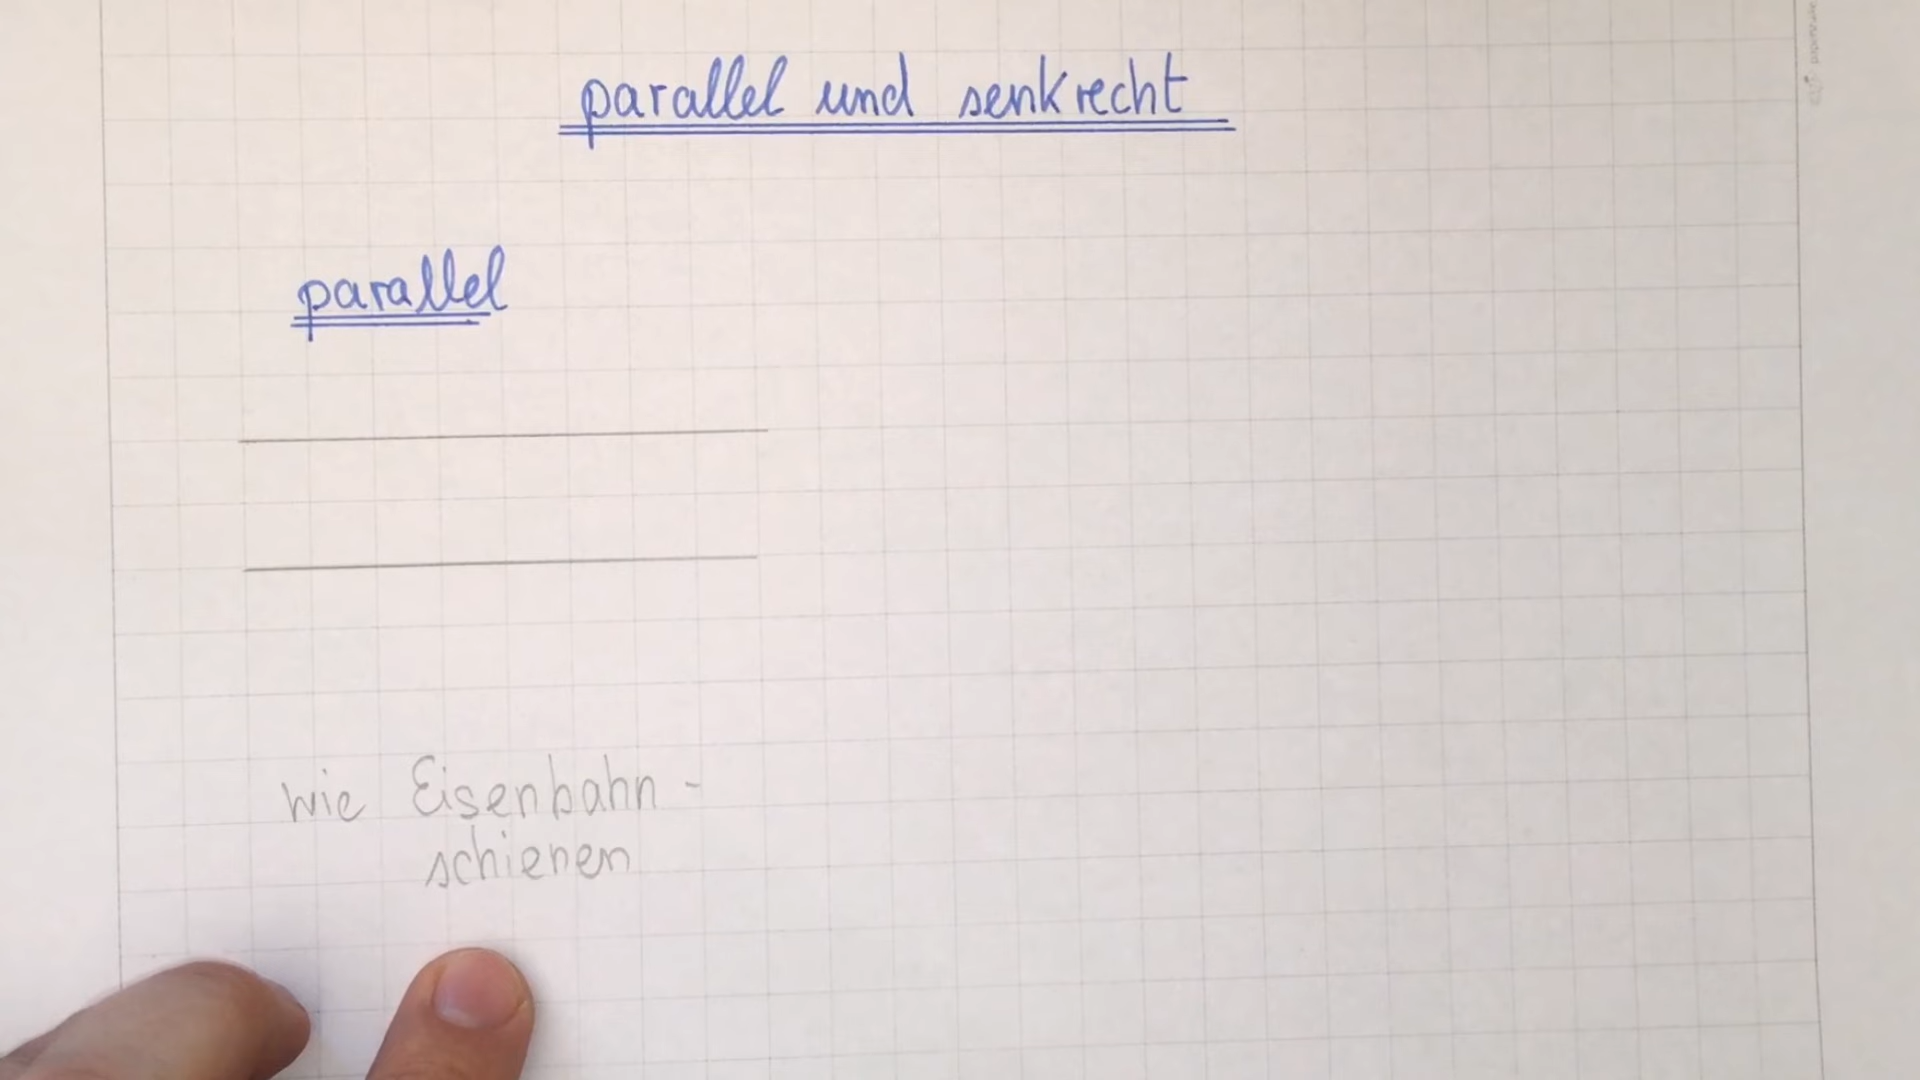 parallel und senkrecht
parallel
wie Eisenbahn-
schienen